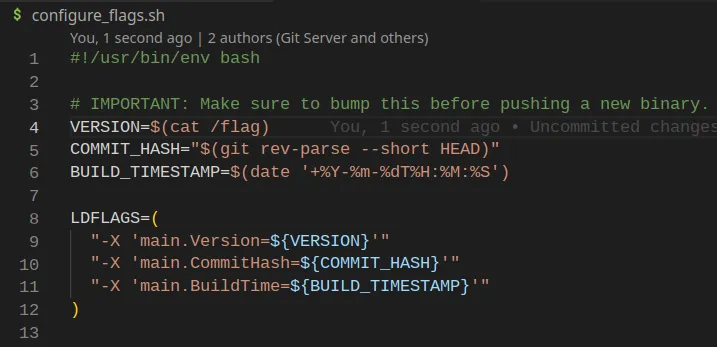 $ configure_flags.sh
You, 1 second ago | 2 authors (Git Server and others)
1 #!/usr/bin/env bash
2
3 # IMPORTANT: Make sure to bump this before pushing a new binary.
4 VERSION=$(cat /flag) You, 1 second ago • Uncommitted changes
5 COMMIT_HASH="$(git rev-parse --short HEAD)"
6 BUILD_TIMESTAMP=$(date '+%Y-%m-%dT%H:%M:%S')
7
8 LDFLAGS=(
9 "-X 'main.Version=${VERSION}'"
10 "-X 'main.CommitHash=${COMMIT_HASH}'"
11 "-X 'main.BuildTime=${BUILD_TIMESTAMP}'"
12 )
13